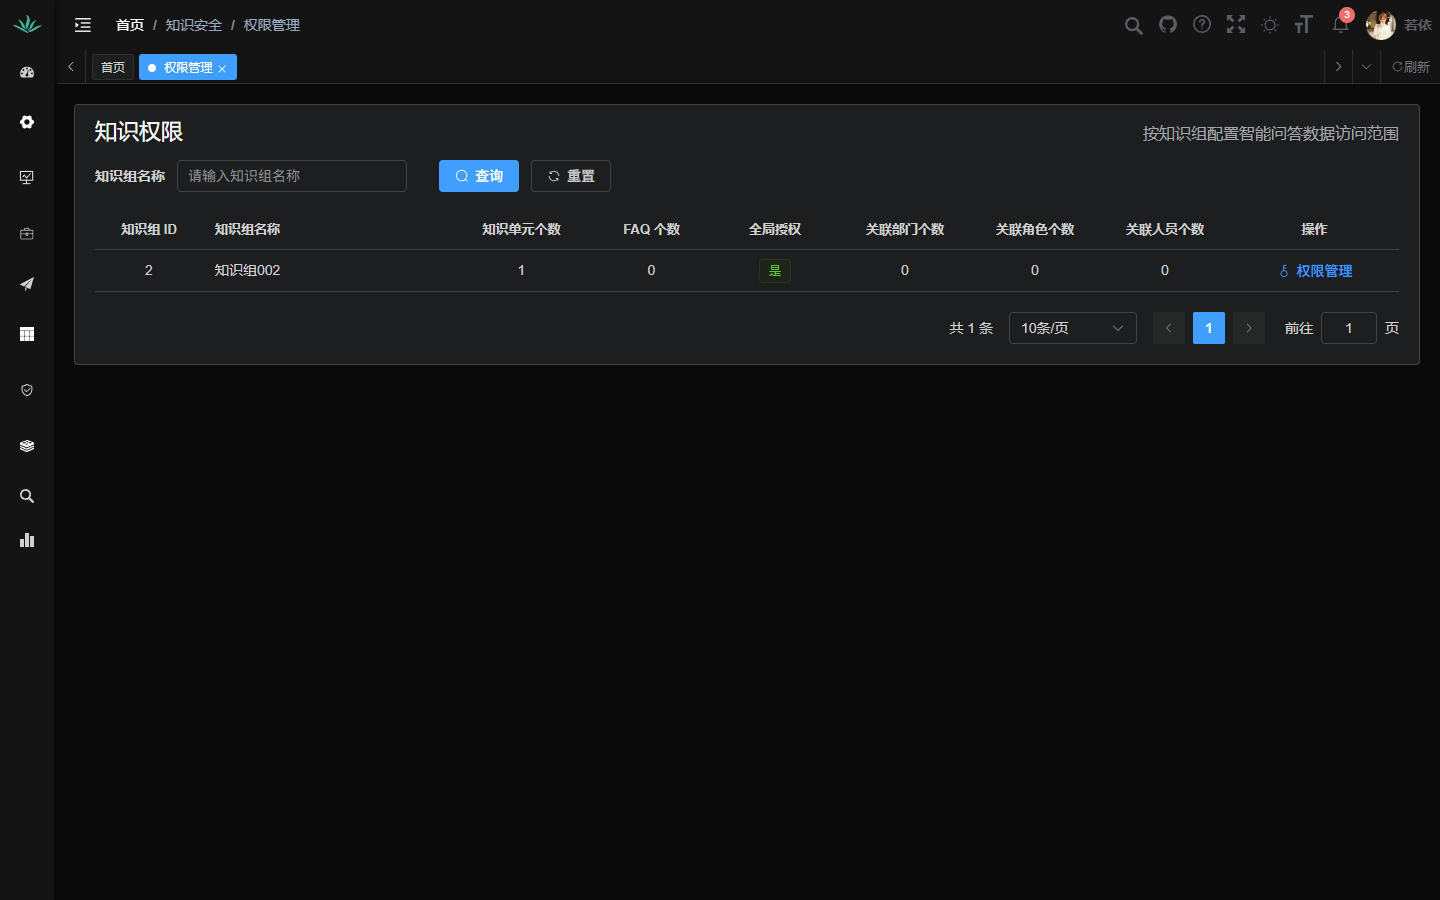 首页 / 知识安全 / 权限管理
3
若依
首页
权限管理
刷新
知识权限
按知识组配置智能问答数据访问范围
知识组名称 请输入知识组名称 查询 重置
知识组 ID 知识组名称 知识单元个数 FAQ 个数 全局授权 关联部门个数 关联角色个数 关联人员个数 操作
2 知识组002 1 0 是 0 0 0 权限管理
共 1 条 10条/页 1 前往 1 页